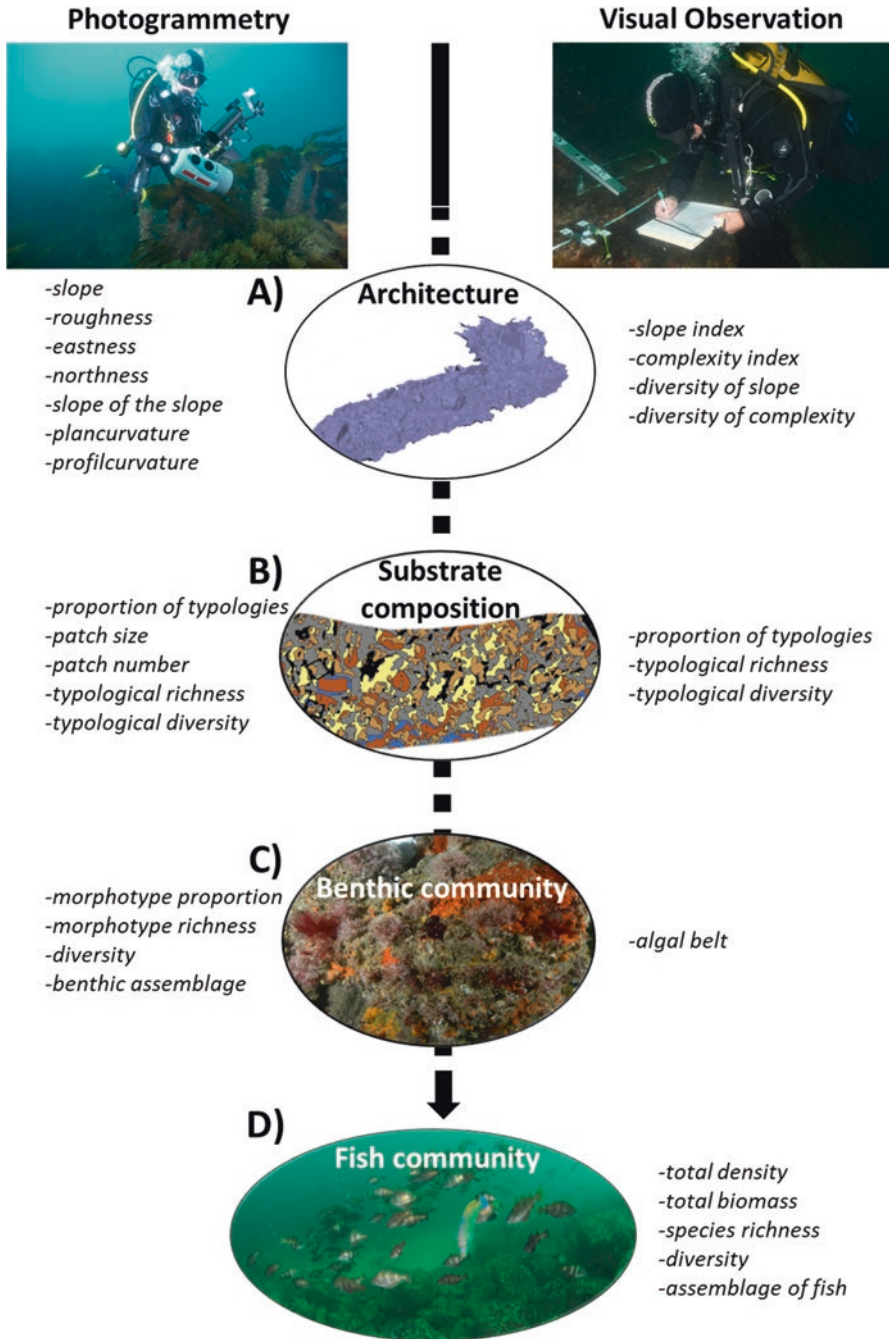 Photogrammetry
Visual Observation
A)
Architecture
-slope
-roughness
-eastness
-northness
-slope of the slope
-plancurvature
-profilcurvature
-slope index
-complexity index
-diversity of slope
-diversity of complexity
B)
Substrate
composition
-proportion of typologies
-patch size
-patch number
-typological richness
-typological diversity
-proportion of typologies
-typological richness
-typological diversity
C)
Benthic community
-morphotype proportion
-morphotype richness
-diversity
-benthic assemblage
-algal belt
D)
Fish community
-total density
-total biomass
-species richness
-diversity
-assemblage of fish